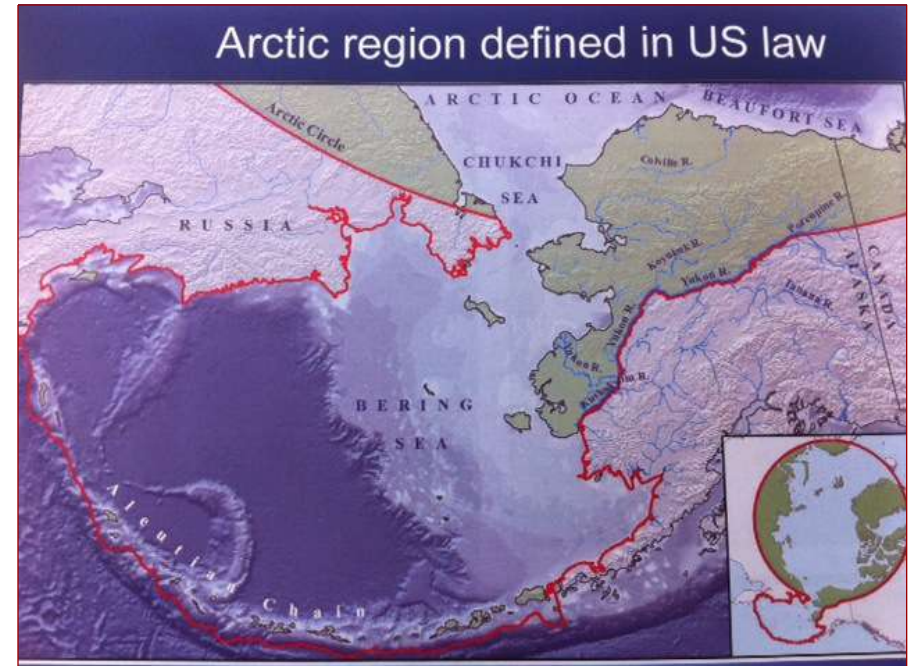 Arctic region defined in US law
ARCTIC OCEAN
BEAUFORT SEA
Arctic Circle
CHUKCHI
SEA
Colville R.
RUSSIA
Porcupine R.
Koyukuk R.
Yukon R.
CANADA
ALASKA
Tanana R.
Yukon R.
Yukon R.
R.
BERING
SEA
Aleutian Chain